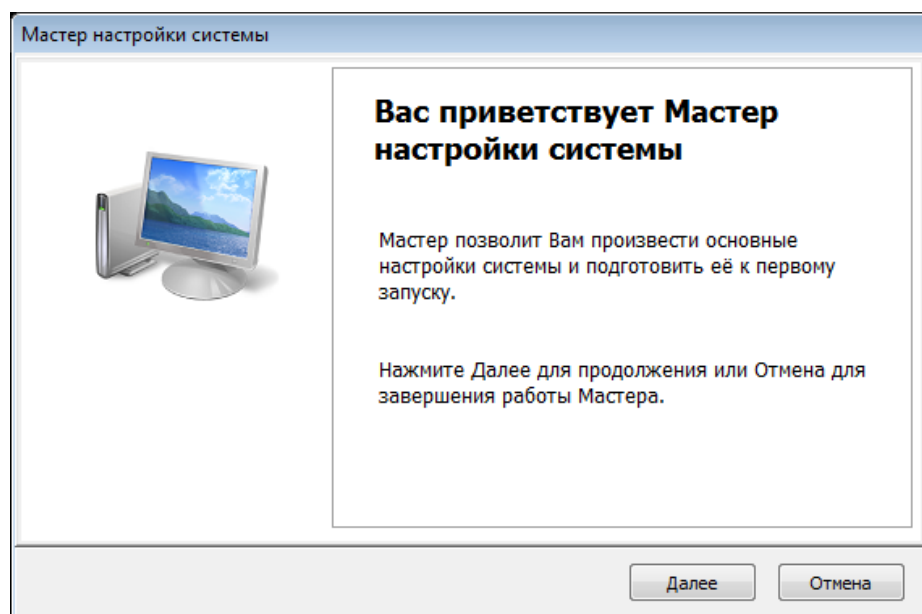 Мастер настройки системы
Вас приветствует Мастер
настройки системы
Мастер позволит Вам произвести основные
настройки системы и подготовить её к первому
запуску.
Нажмите Далее для продолжения или Отмена для
завершения работы Мастера.
Далее
Отмена